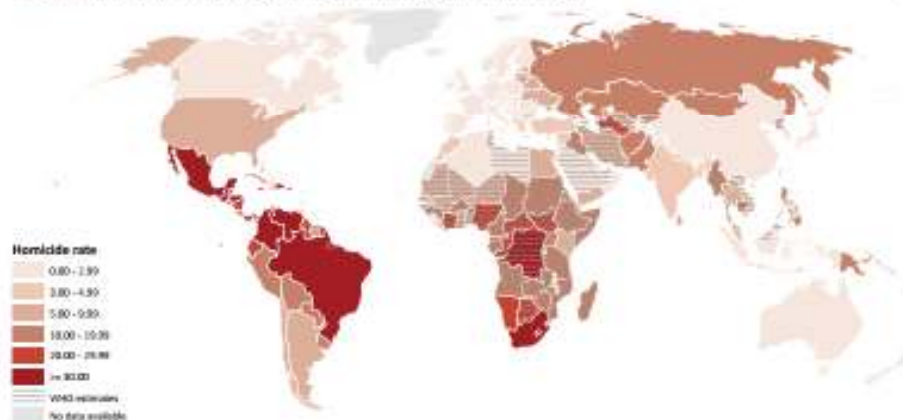 Homicide rate
0.00 - 2.99
3.00 - 4.99
5.00 - 9.99
10.00 - 19.99
20.00 - 29.99
>= 30.00
WHO estimates
No data available